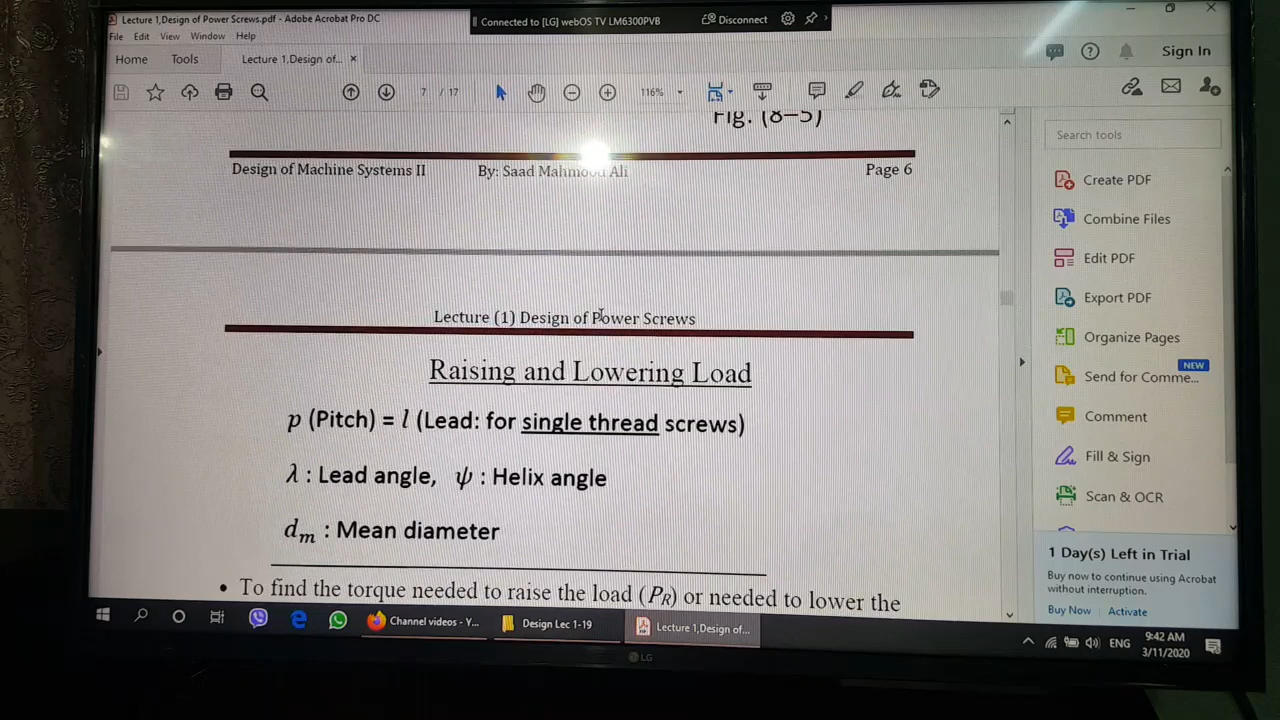 Lecture 1,Design of Power Screws.pdf - Adobe Acrobat Pro DC
Connected to [LG] webOS TV LM6300PVB
Disconnect
File Edit View Window Help
Home Tools Lecture 1,Design of... ×
Sign In
7 / 17
116%
Fig. (8–5)
Design of Machine Systems II By: Saad Mahmood Ali Page 6
Lecture (1) Design of Power Screws
Raising and Lowering Load
p (Pitch) = l (Lead: for single thread screws)
λ : Lead angle, ψ : Helix angle
dm : Mean diameter
• To find the torque needed to raise the load (PR) or needed to lower the
Search tools
Create PDF
Combine Files
Edit PDF
Export PDF
Organize Pages
NEW
Send for Comme...
Comment
Fill & Sign
Scan & OCR
1 Day(s) Left in Trial
Buy now to continue using Acrobat
without interruption.
Buy Now Activate
Channel videos - Y...
Design Lec 1-19
Lecture 1,Design of...
ENG
9:42 AM
3/11/2020
LG